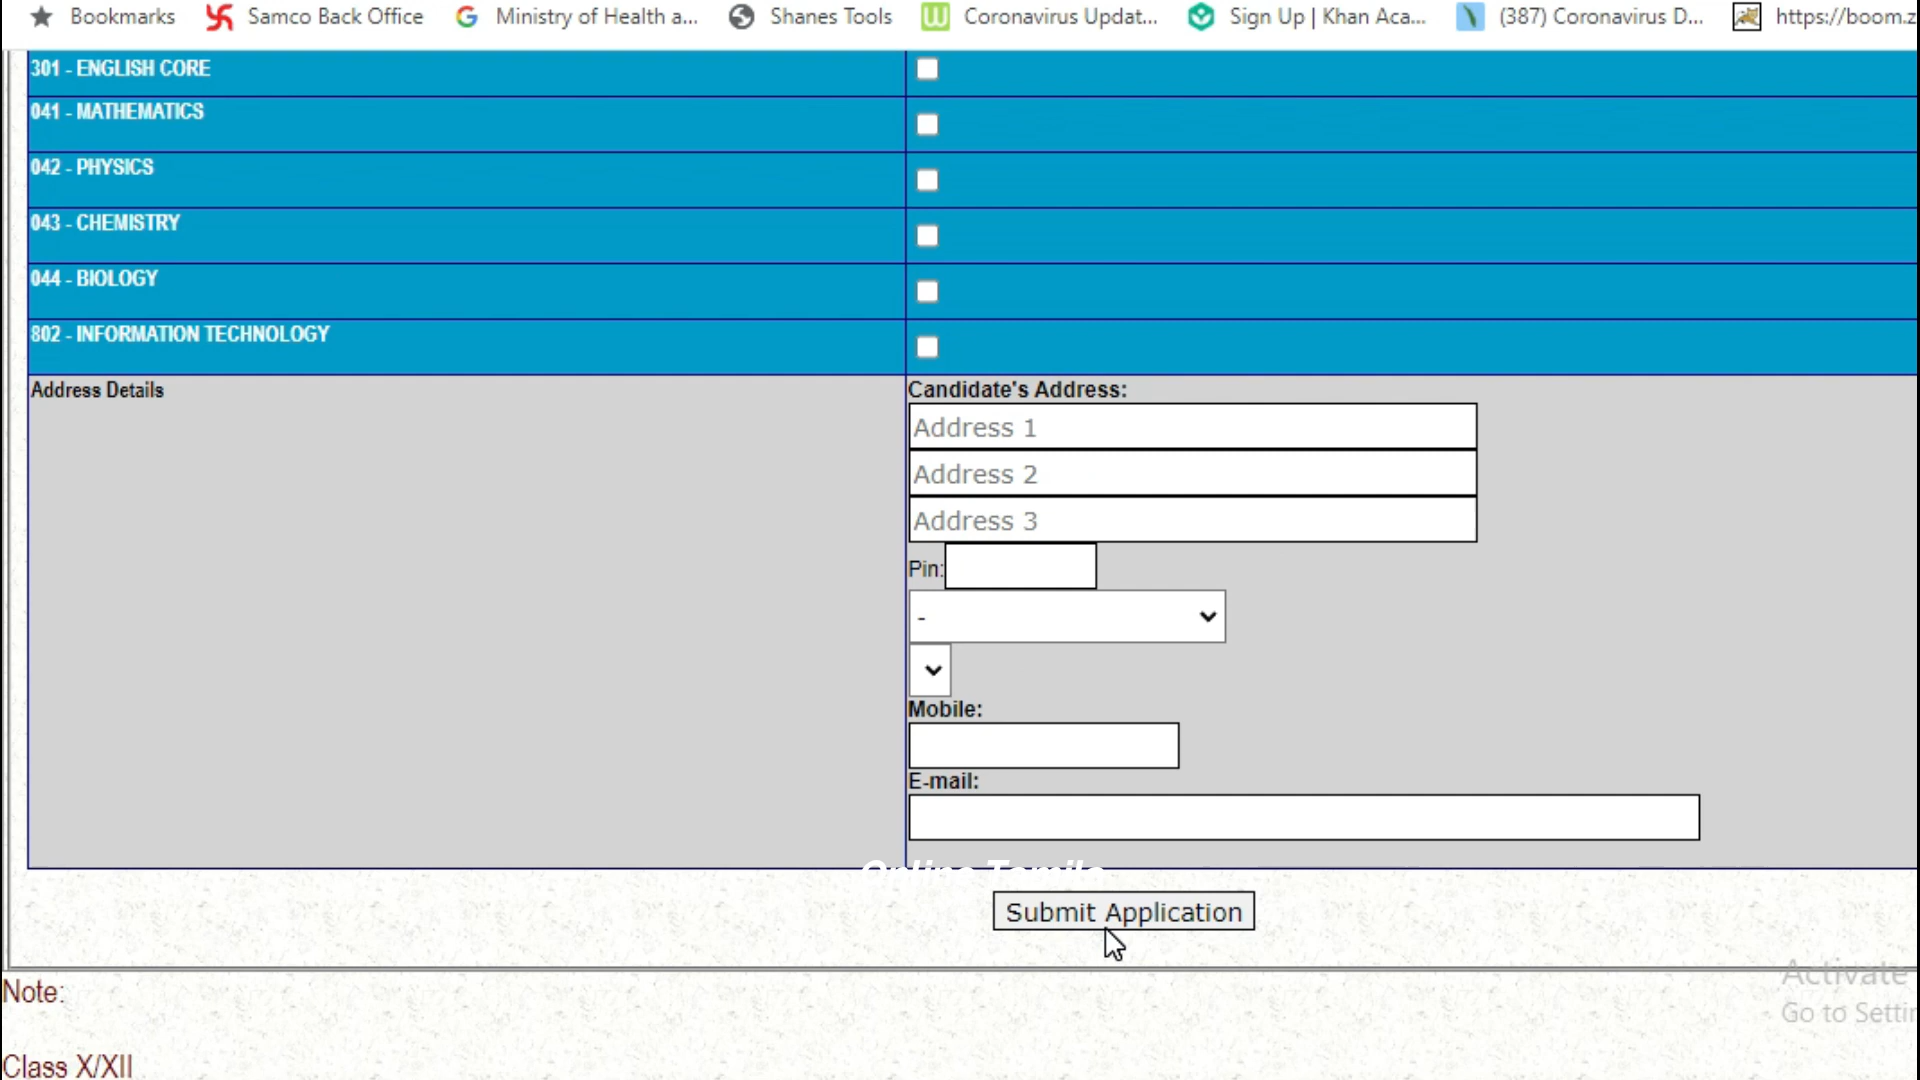 Bookmarks Samco Back Office Ministry of Health a... Shanes Tools Coronavirus Updat... Sign Up | Khan Aca... (387) Coronavirus D... https://boom.z
301 - ENGLISH CORE
041 - MATHEMATICS
042 - PHYSICS
043 - CHEMISTRY
044 - BIOLOGY
802 - INFORMATION TECHNOLOGY
Address Details
Candidate's Address:
Address 1
Address 2
Address 3
Pin:
-
Mobile:
E-mail:
Submit Application
Note:
Activate
Go to Settin
Class X/XII